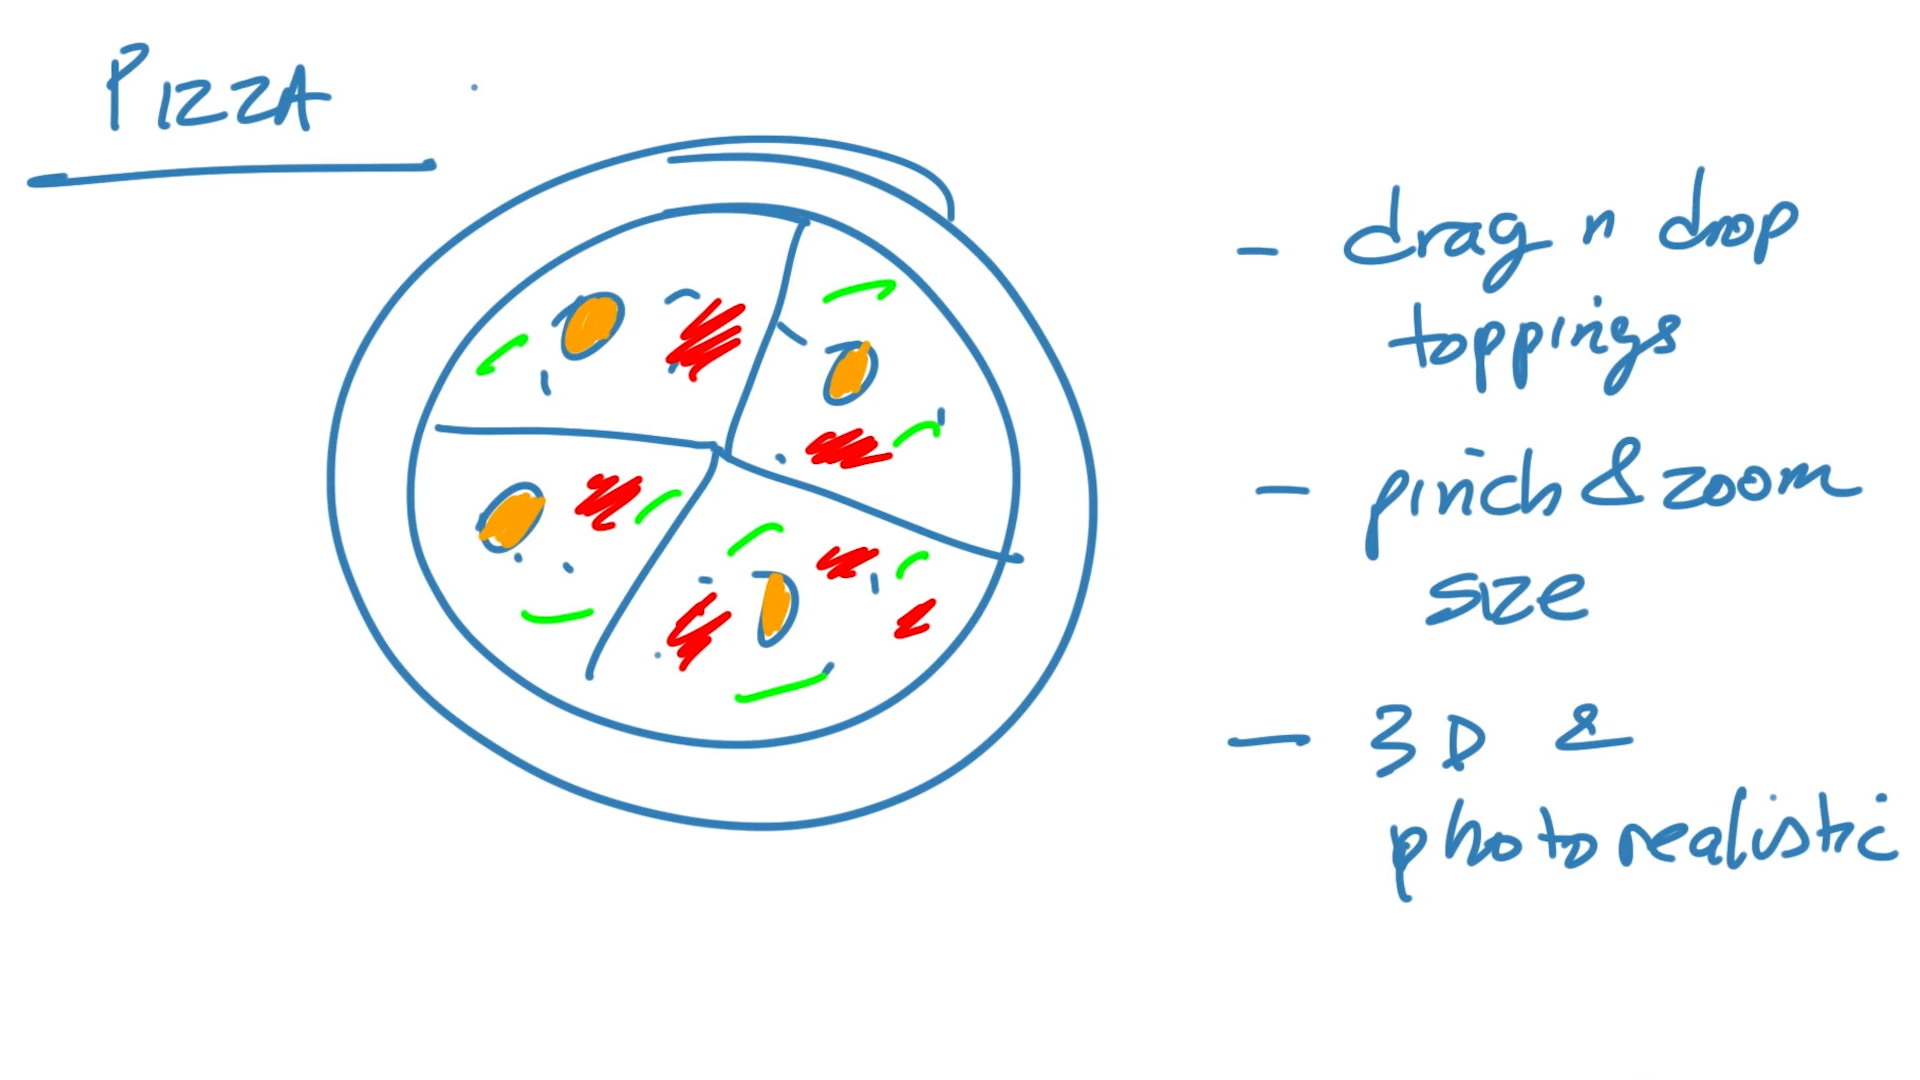 PIZZA
- drag n drop
toppings
- pinch & zoom
size
- 3D &
photorealistic